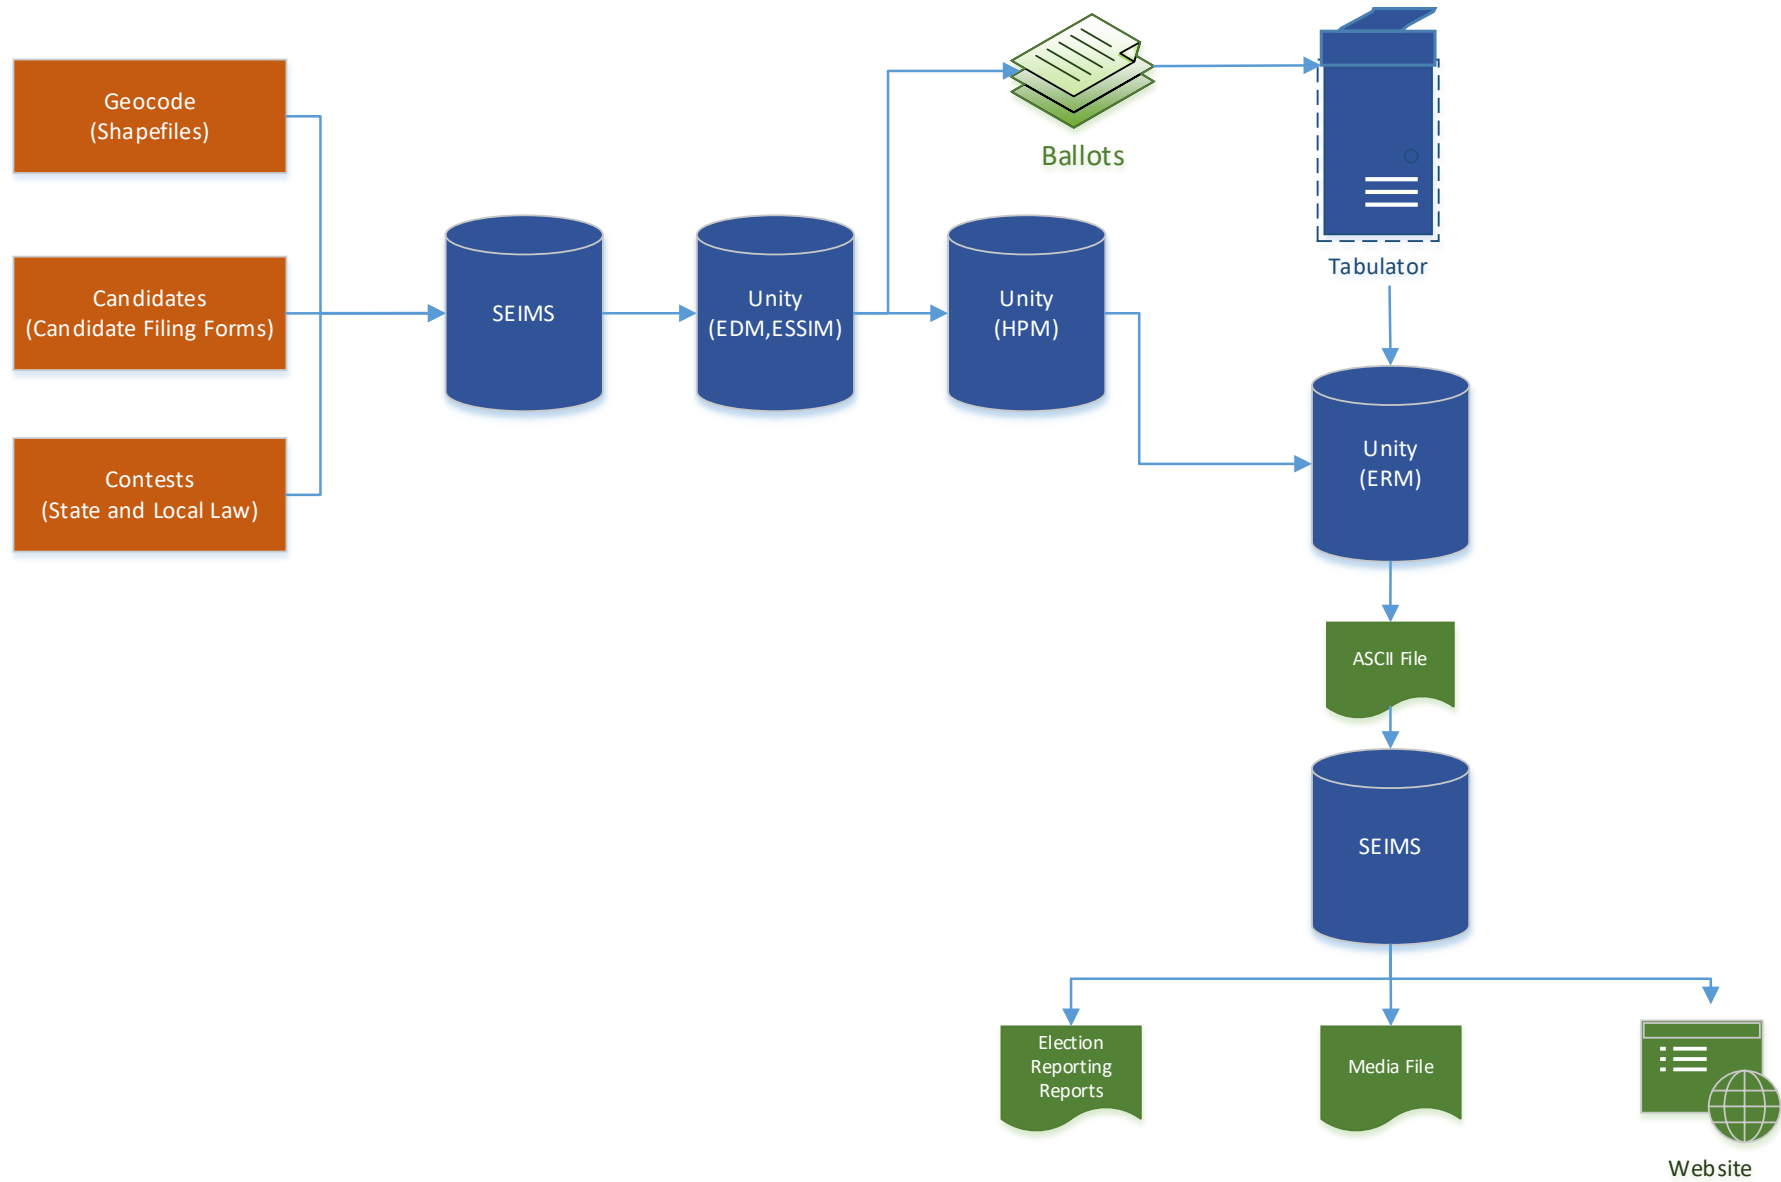 Geocode
(Shapefiles)
Candidates
(Candidate Filing Forms)
Contests
(State and Local Law)
SEIMS
Unity
(EDM,ESSIM)
Unity
(HPM)
Ballots
Tabulator
Unity
(ERM)
ASCII File
SEIMS
Election
Reporting
Reports
Media File
Website